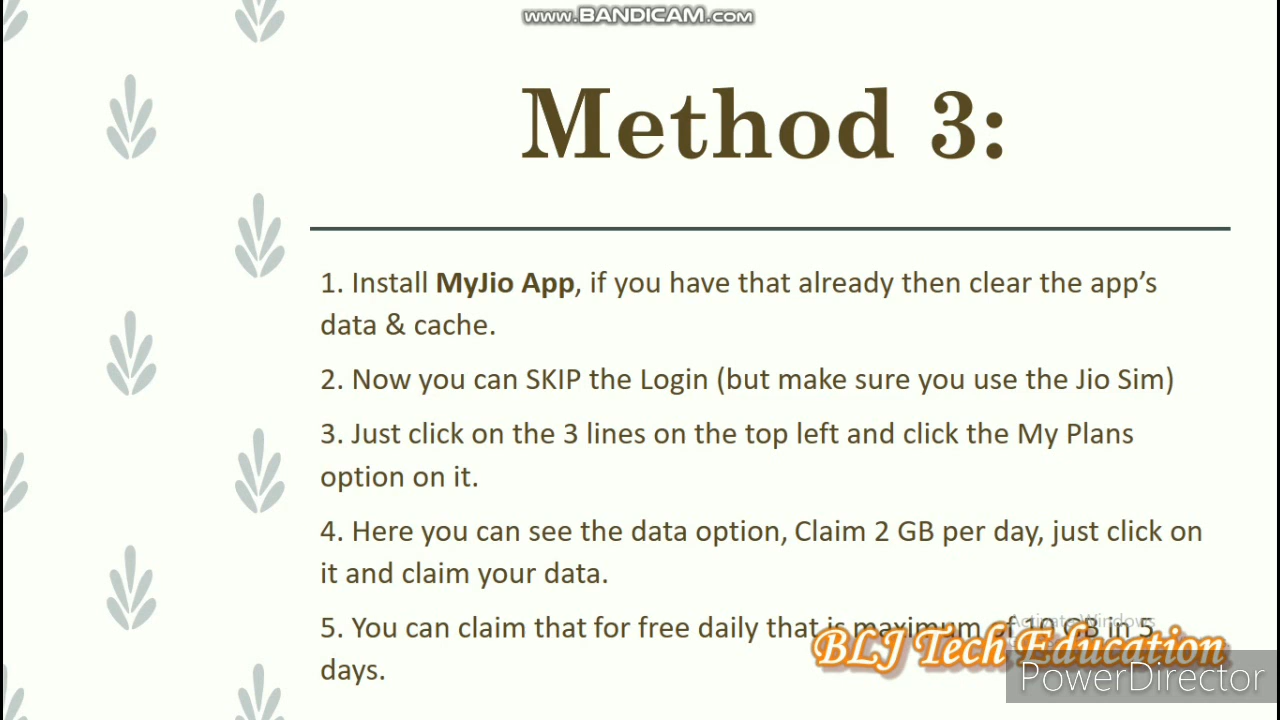 www.BANDICAM.com
Method 3:
1. Install MyJio App, if you have that already then clear the app’s
data & cache.
2. Now you can SKIP the Login (but make sure you use the Jio Sim)
3. Just click on the 3 lines on the top left and click the My Plans
option on it.
4. Here you can see the data option, Claim 2 GB per day, just click on
it and claim your data.
5. You can claim that for free daily that is maximum of in 5
days.
Activate Windows
BLJ Tech Education
PowerDirector